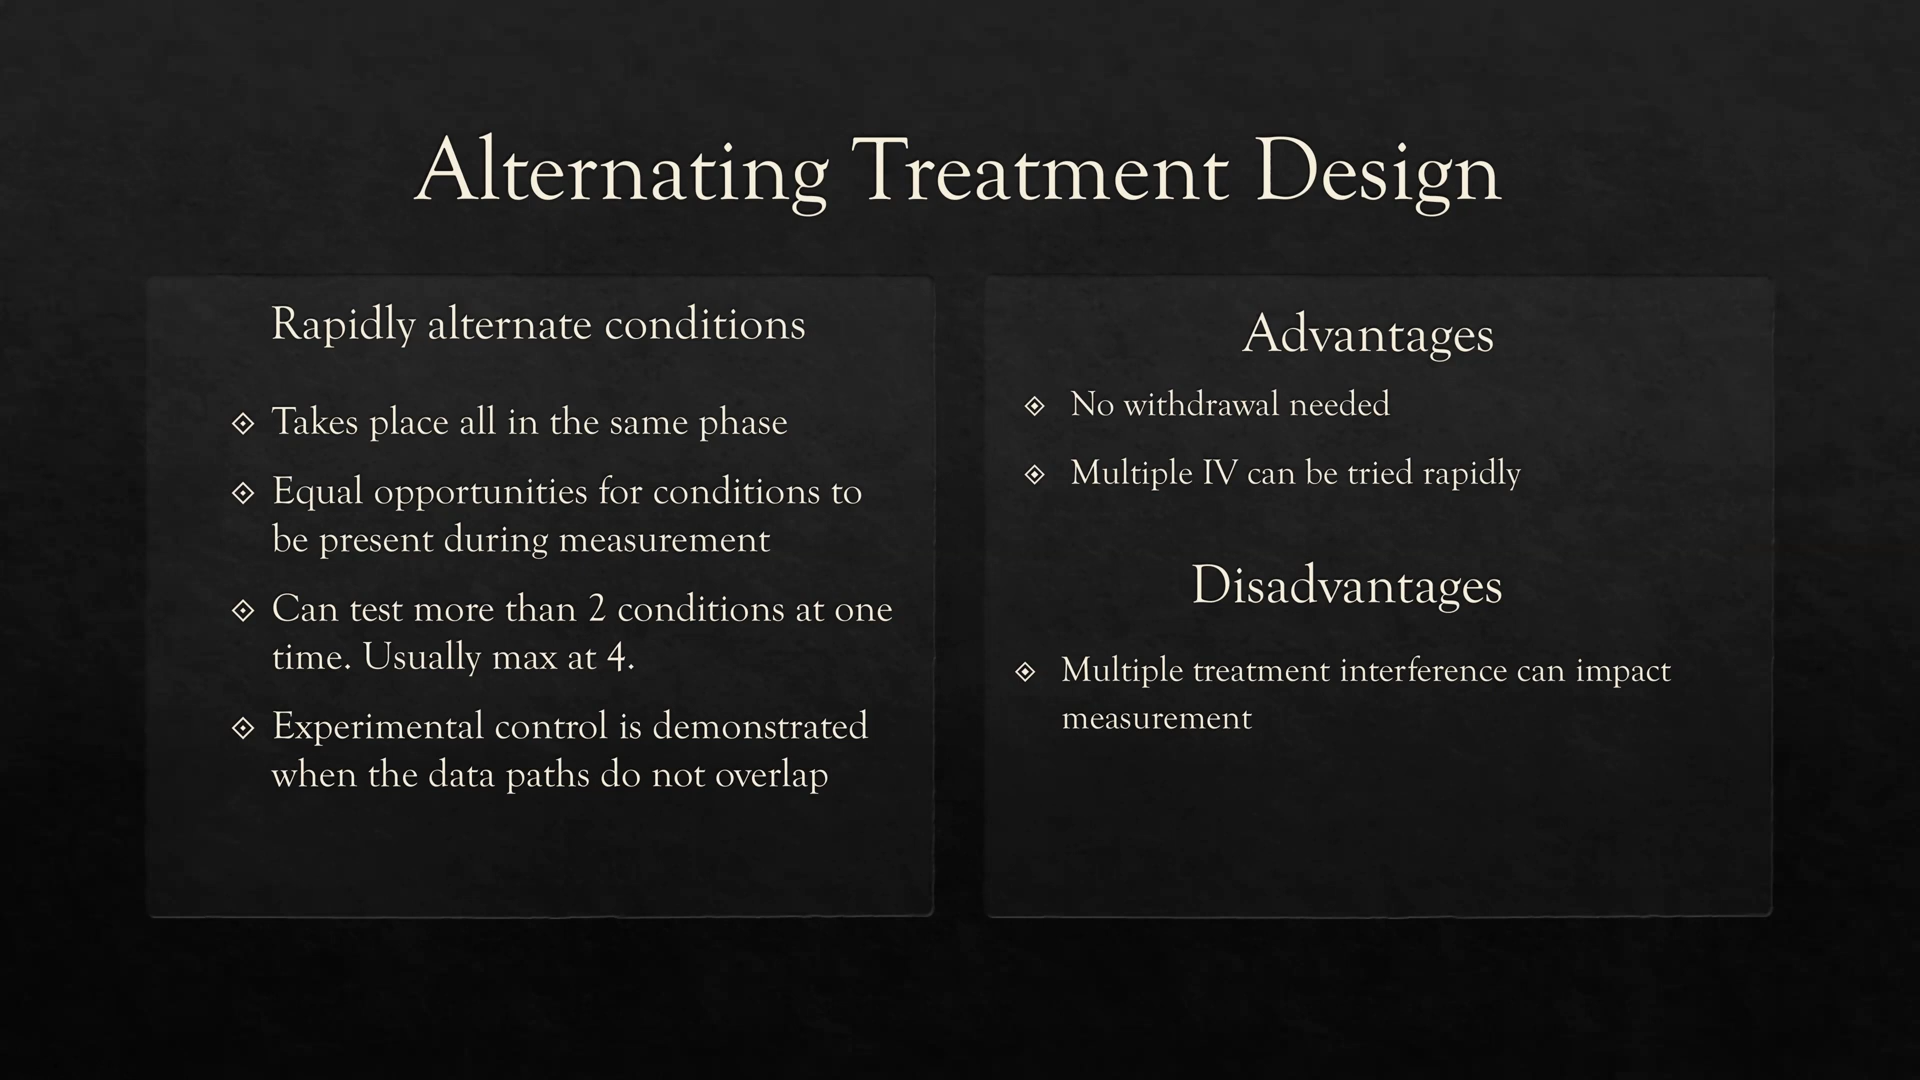 Alternating Treatment Design
Rapidly alternate conditions
Takes place all in the same phase
Equal opportunities for conditions to
be present during measurement
Can test more than 2 conditions at one
time. Usually max at 4.
Experimental control is demonstrated
when the data paths do not overlap
Advantages
No withdrawal needed
Multiple IV can be tried rapidly
Disadvantages
Multiple treatment interference can impact
measurement